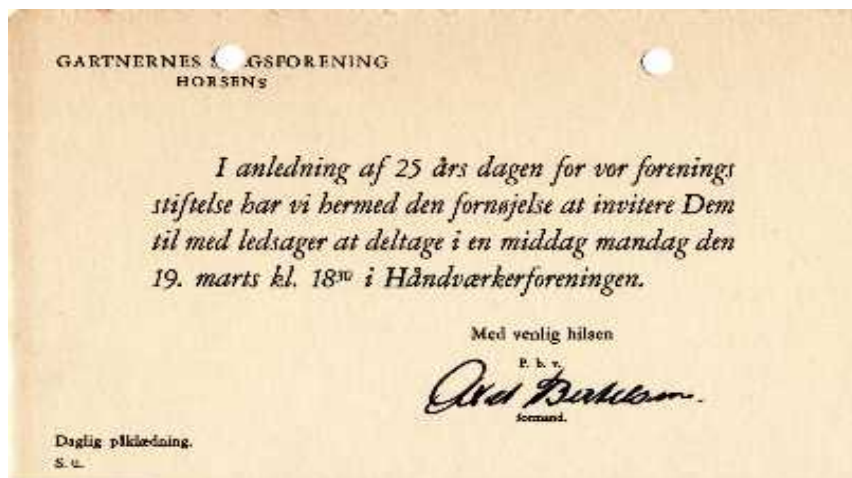 GARTNERNES GSFORENING
HORSENS
I anledning af 25 års dagen for vor forenings
stiftelse har vi hermed den fornøjelse at invitere Dem
til med ledsager at deltage i en middag mandag den
19. marts kl. 18³⁰ i Håndværkerforeningen.
Med venlig hilsen
P. b. v.
formand.
Daglig påklædning.
S. u.